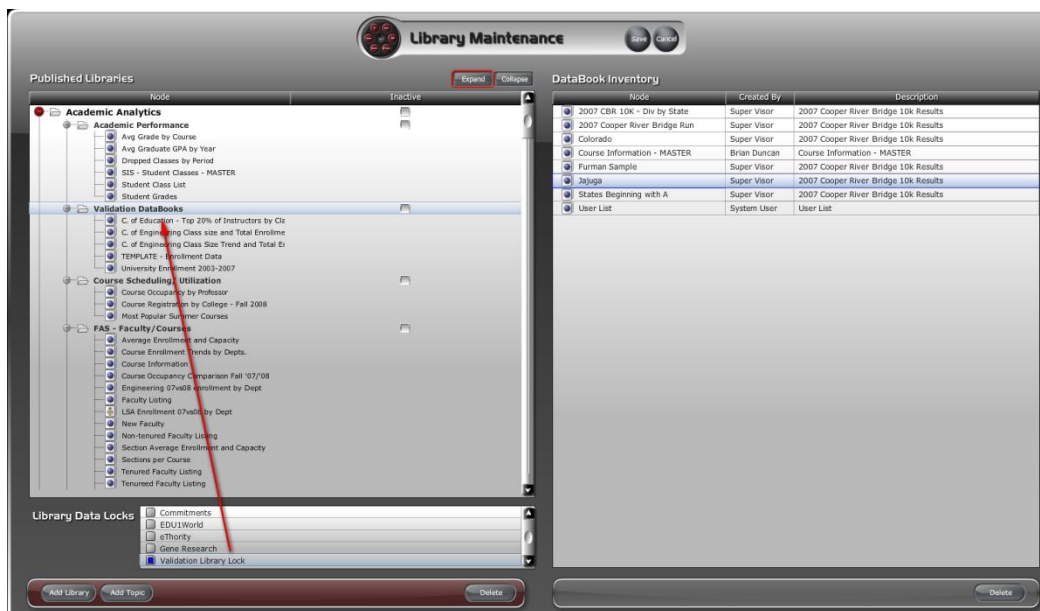 Library Maintenance
Save Cancel
Published Libraries
Expand Collapse
Node Inactive
Academic Analytics
Academic Performance
Avg Grade by Course
Avg Graduate GPA by Year
Dropped Classes by Period
SIS - Student Classes - MASTER
Student Class List
Student Grades
Validation DataBooks
C. of Education - Top 20% of Instructors by Cla
C. of Engineering Class size and Total Enrollme
C. of Engineering Class Size Trend and Total Er
TEMPLATE - Enrollment Data
University Enrollment 2003-2007
Course Scheduling/ Utilization
Course Occupancy by Professor
Course Registration by College - Fall 2008
Most Popular Summer Courses
FAS - Faculty/Courses
Average Enrollment and Capacity
Course Enrollment Trends by Depts.
Course Information
Course Occupancy Comparison Fall '07/'08
Engineering 07vs08 enrollment by Dept
Faculty Listing
LSA Enrollment 07vs08 by Dept
New Faculty
Non-tenured Faculty Listing
Section Average Enrollment and Capacity
Sections per Course
Tenured Faculty Listing
Tenureed Faculty Listing
Library Data Locks
Commitments
EDU1World
eThority
Gene Research
Validation Library Lock
Add Library Add Topic Delete
DataBook Inventory
Node Created By Description
2007 CBR 10K - Div by State Super Visor 2007 Cooper River Bridge 10k Results
2007 Cooper River Bridge Run Super Visor 2007 Cooper River Bridge 10k Results
Colorado Super Visor 2007 Cooper River Bridge 10k Results
Course Information - MASTER Brian Duncan Course Information - MASTER
Furman Sample Super Visor 2007 Cooper River Bridge 10k Results
Jajuga Super Visor 2007 Cooper River Bridge 10k Results
States Beginning with A Super Visor 2007 Cooper River Bridge 10k Results
User List System User User List
Delete